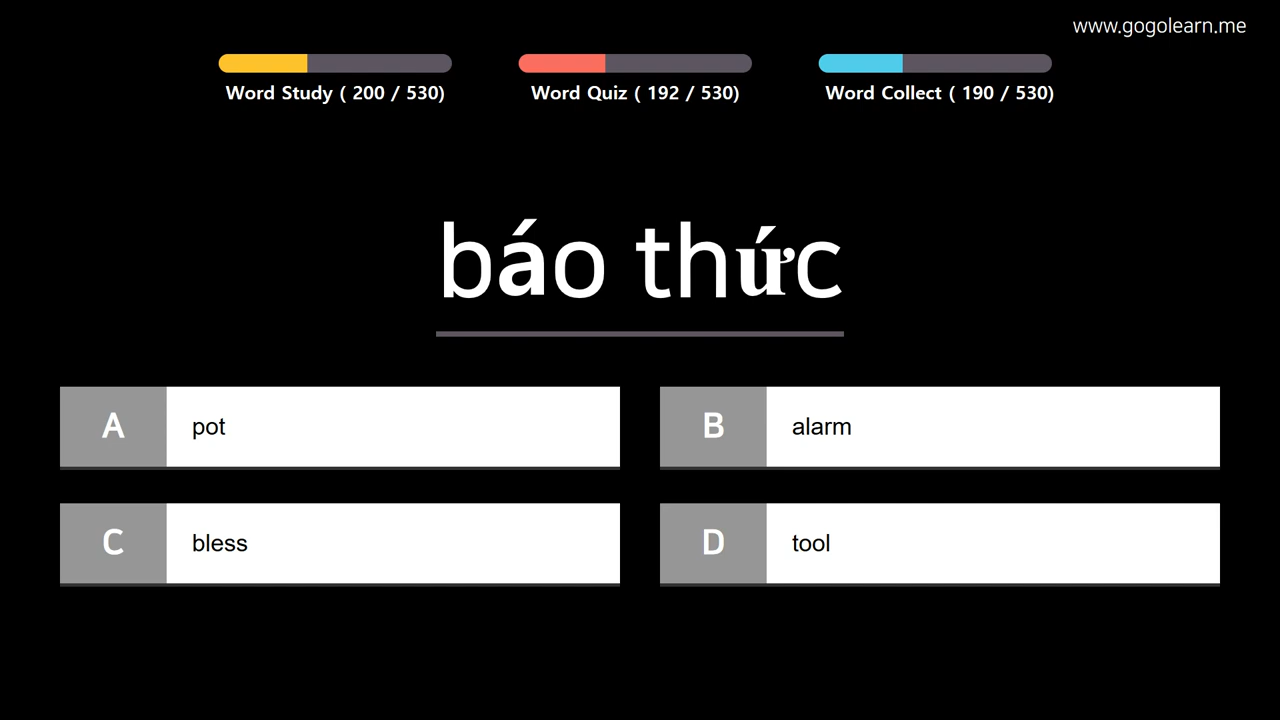 www.gogolearn.me
Word Study ( 200 / 530)
Word Quiz ( 192 / 530)
Word Collect ( 190 / 530)
báo thức
A pot
B alarm
C bless
D tool